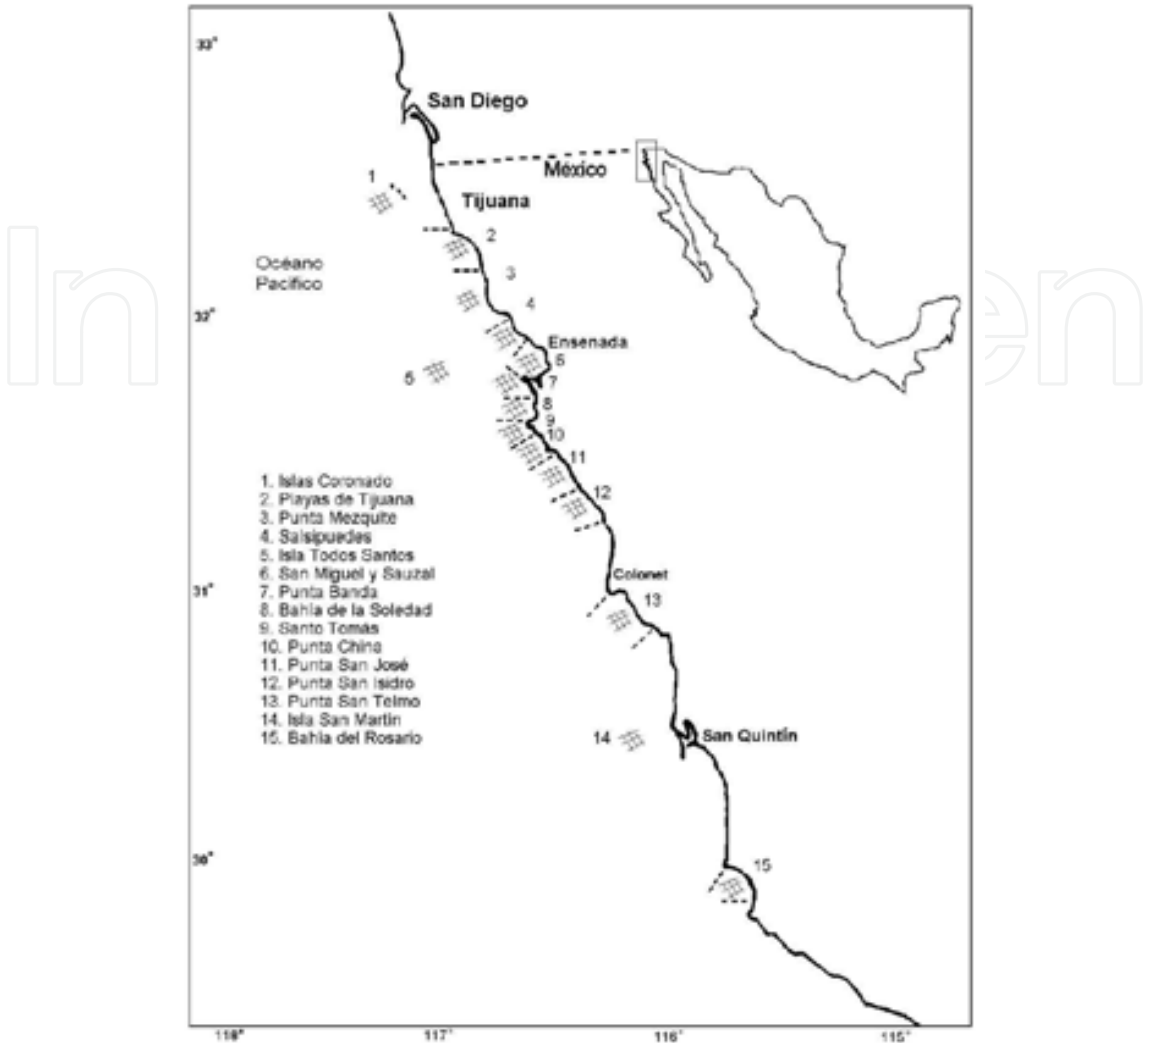 33°
San Diego
México
1
Tijuana
2
Océano
Pacífico
3
4
32°
Ensenada
6
5
7
8
9
10
11
12
1. Islas Coronado
2. Playas de Tijuana
3. Punta Mezquite
4. Salsipuedes
5. Isla Todos Santos
6. San Miguel y Sauzal
7. Punta Banda
8. Bahía de la Soledad
9. Santo Tomás
10. Punta China
11. Punta San José
12. Punta San Isidro
13. Punta San Telmo
14. Isla San Martín
15. Bahía del Rosario
Colonet
31°
13
14
San Quintín
30°
15
118°
117°
116°
115°